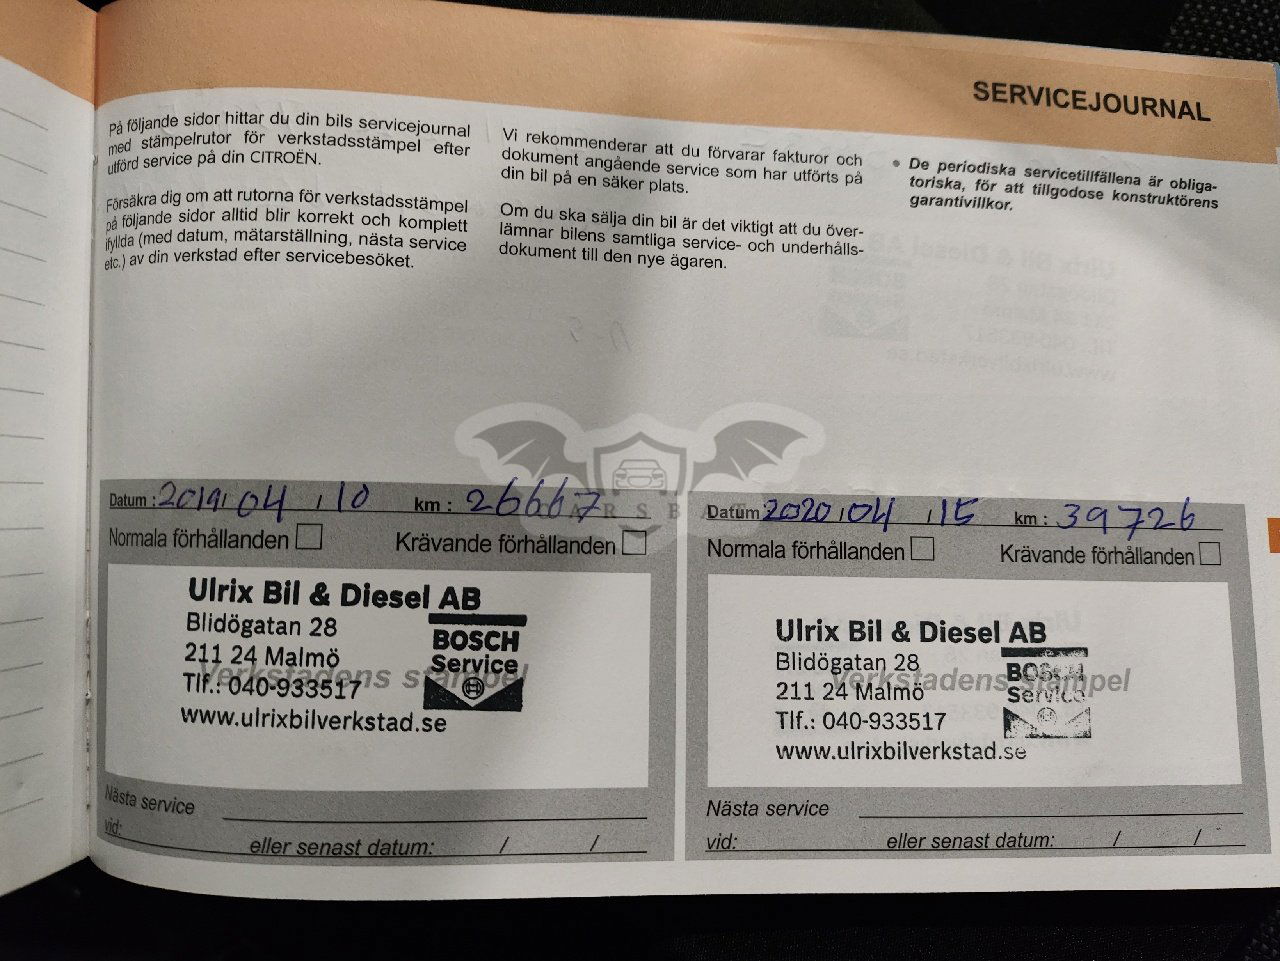 SERVICEJOURNAL
På följande sidor hittar du din bils servicejournal
med stämpelrutor för verkstadsstämpel efter
utförd service på din CITROËN.
Försäkra dig om att rutorna för verkstadsstämpel
på följande sidor alltid blir korrekt och komplett
ifyllda (med datum, mätarställning, nästa service
etc.) av din verkstad efter servicebesöket.
Vi rekommenderar att du förvarar fakturor och
dokument angående service som har utförts på
din bil på en säker plats.
Om du ska sälja din bil är det viktigt att du över-
lämnar bilens samtliga service- och underhålls-
dokument till den nye ägaren.
• De periodiska servicetillfällena är obliga-
toriska, för att tillgodose konstruktörens
garantivillkor.
Datum : 2019 / 04 / 10 km : 26667
Normala förhållanden Krävande förhållanden
Verkstadens stämpel
Ulrix Bil & Diesel AB
Blidögatan 28
211 24 Malmö
Tlf.: 040-933517
www.ulrixbilverkstad.se
BOSCH
Service
Nästa service
vid: eller senast datum: / /
Datum 2020 / 04 / 15 km : 39726
Normala förhållanden Krävande förhållanden
Verkstadens stämpel
Ulrix Bil & Diesel AB
Blidögatan 28
211 24 Malmö
Tlf.: 040-933517
www.ulrixbilverkstad.se
BOSCH
Service
Nästa service
vid: eller senast datum: / /